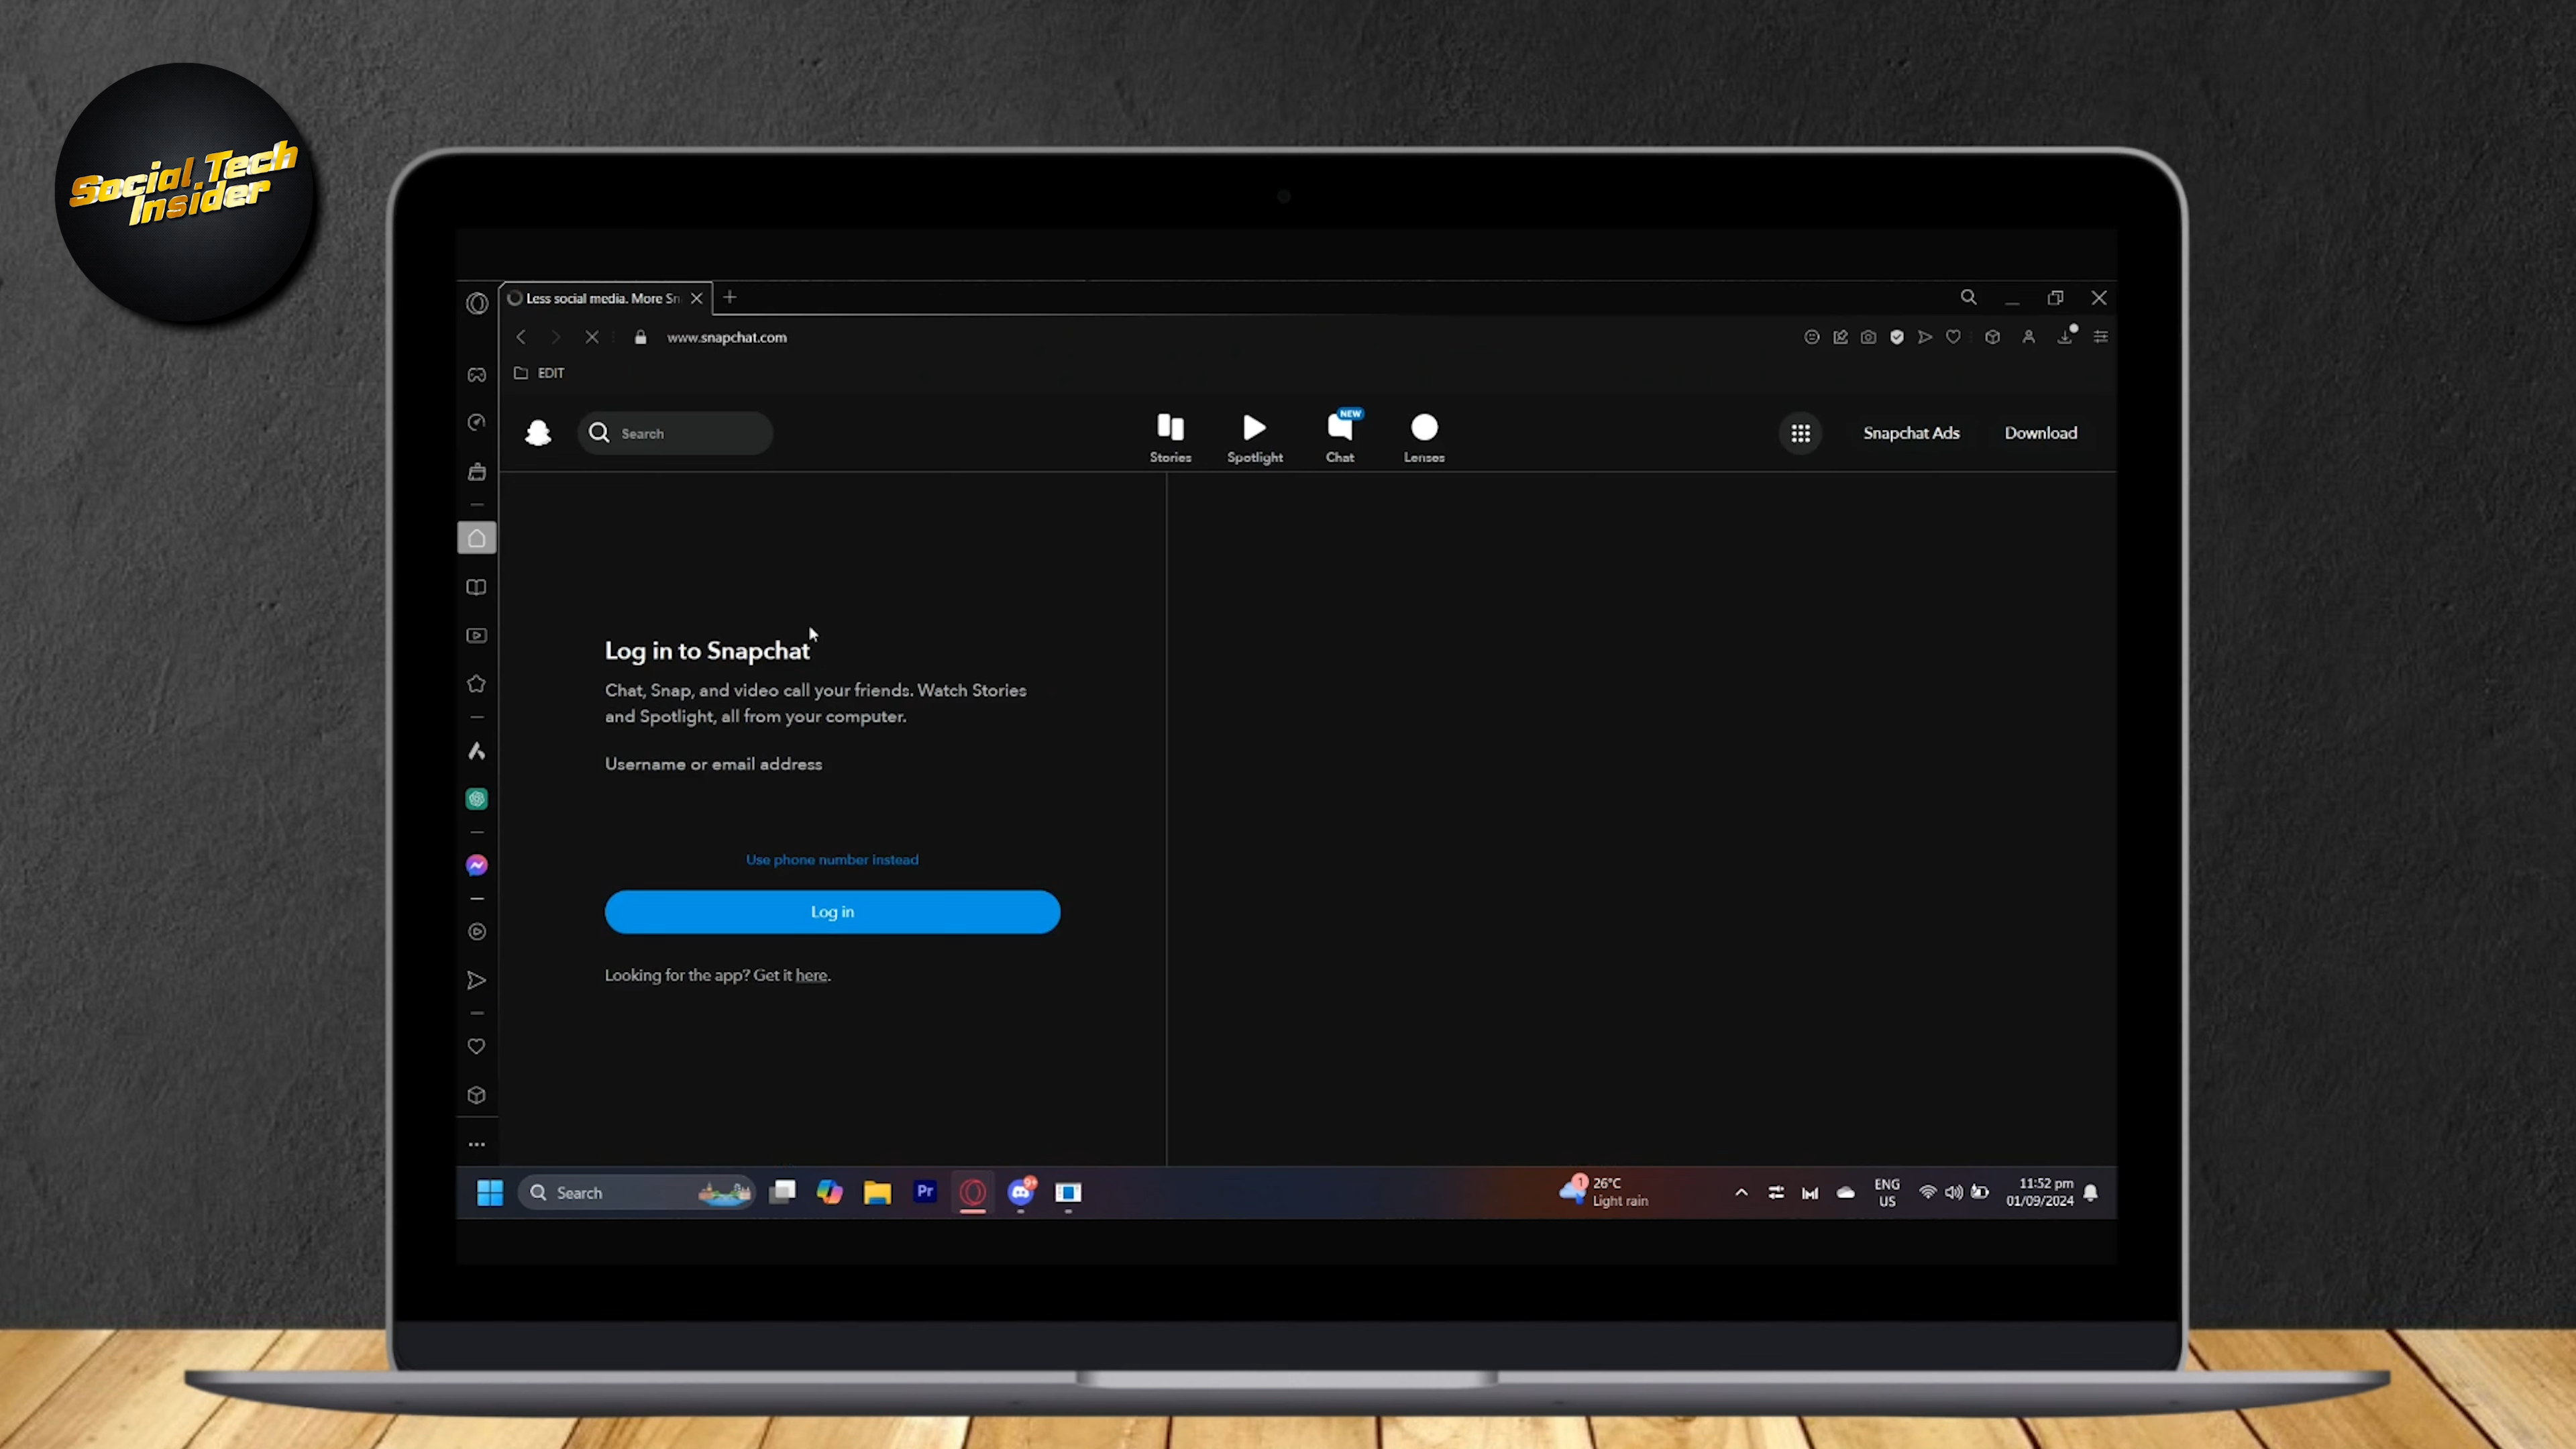 Social Tech
Insider
Less social media. More Sn
www.snapchat.com
EDIT
Search
Stories
Spotlight
NEW
Chat
Lenses
Snapchat Ads
Download
Log in to Snapchat
Chat, Snap, and video call your friends. Watch Stories
and Spotlight, all from your computer.
Username or email address
Use phone number instead
Log in
Looking for the app? Get it here.
Search
Pr
9+
1
26°C
Light rain
ENG
US
11:52 pm
01/09/2024